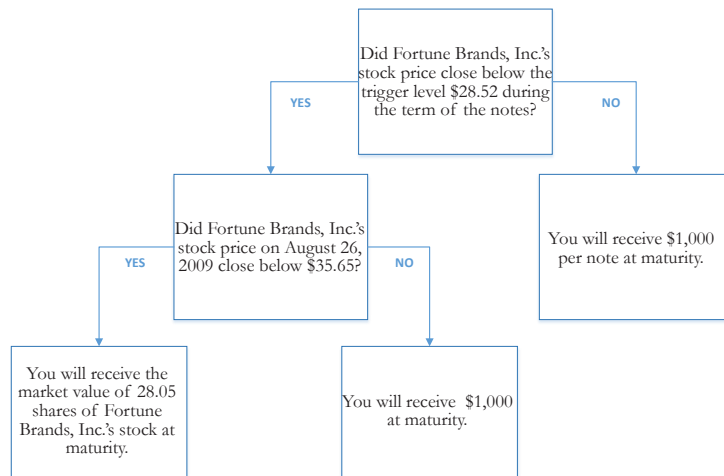 Did Fortune Brands, Inc.'s
stock price close below the
trigger level $28.52 during
the term of the notes?
YES
NO
Did Fortune Brands, Inc.'s
stock price on August 26,
2009 close below $35.65?
You will receive $1,000
per note at maturity.
YES
NO
You will receive the
market value of 28.05
shares of Fortune
Brands, Inc.'s stock at
maturity.
You will receive $1,000
at maturity.